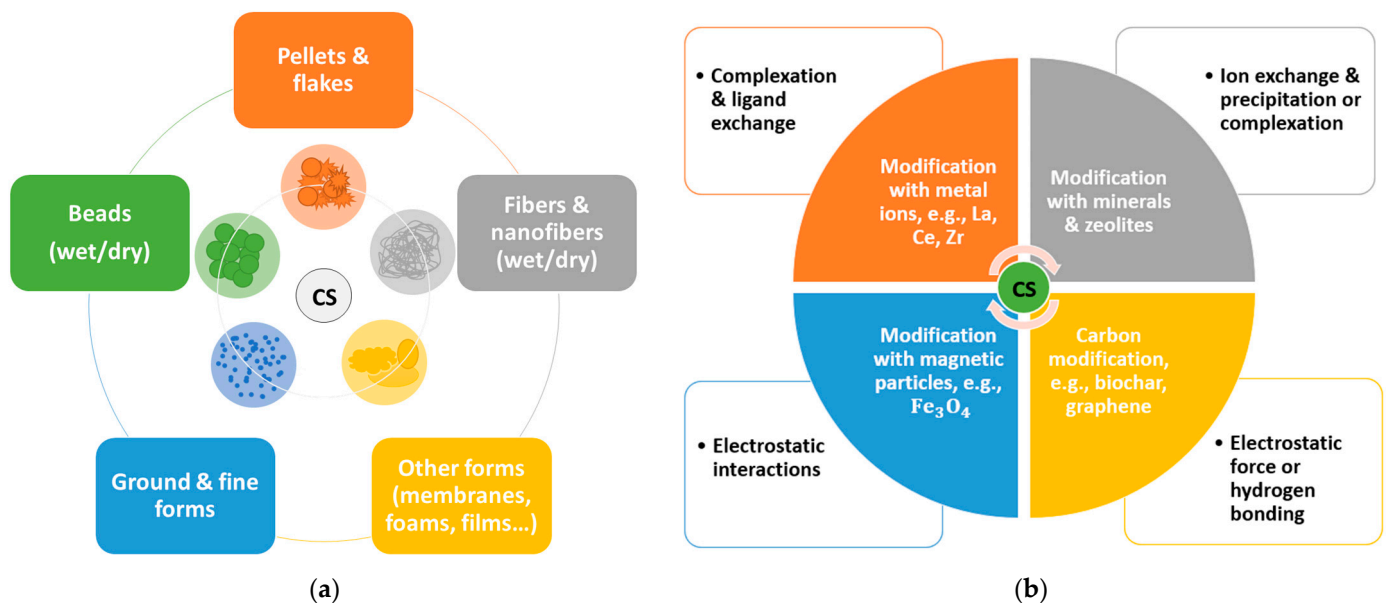 Pellets &
flakes
Beads
(wet/dry)
Fibers &
nanofibers
(wet/dry)
CS
Ground & fine
forms
Other forms
(membranes,
foams, films...)
(a)
• Complexation
& ligand
exchange
• Ion exchange &
precipitation or
complexation
Modification
with metal
ions, e.g., La,
Ce, Zr
Modification
with minerals
& zeolites
CS
Modification
with magnetic
particles, e.g.,
Fe₃O₄
Carbon
modification,
e.g., biochar,
graphene
• Electrostatic
interactions
• Electrostatic
force or
hydrogen
bonding
(b)